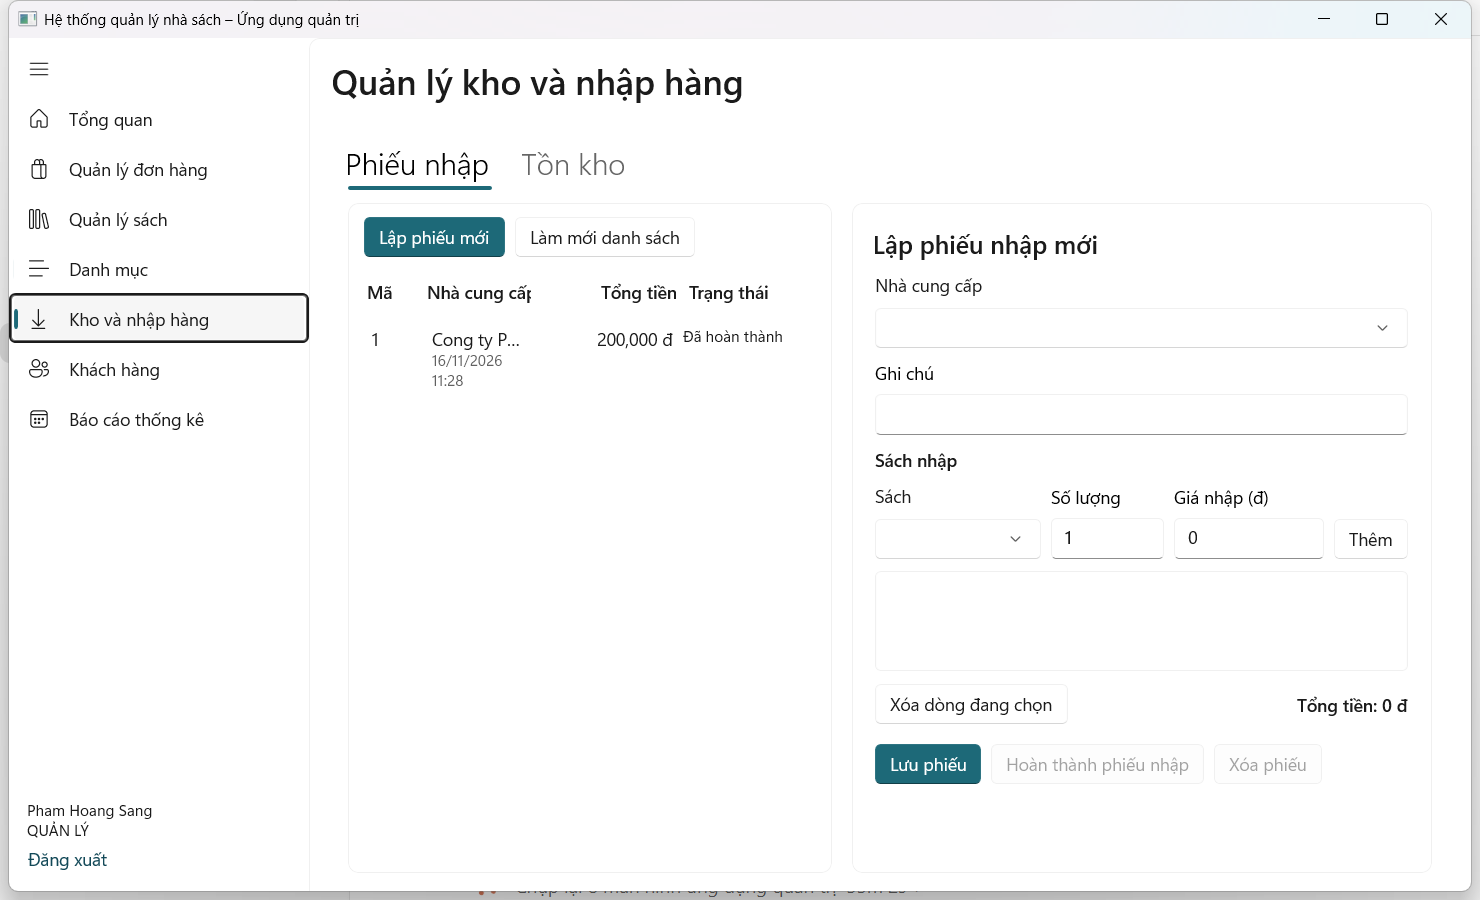 Hệ thống quản lý nhà sách – Ứng dụng quản trị
Tổng quan
Quản lý đơn hàng
Quản lý sách
Danh mục
Kho và nhập hàng
Khách hàng
Báo cáo thống kê
Pham Hoang Sang
QUẢN LÝ
Đăng xuất
Quản lý kho và nhập hàng
Phiếu nhập Tồn kho
Lập phiếu mới Làm mới danh sách
Mã Nhà cung cấp Tổng tiền Trạng thái
1 Cong ty P... 200,000 đ Đã hoàn thành
16/11/2026
11:28
Lập phiếu nhập mới
Nhà cung cấp
Ghi chú
Sách nhập
Sách Số lượng Giá nhập (đ)
1 0 Thêm
Xóa dòng đang chọn Tổng tiền: 0 đ
Lưu phiếu Hoàn thành phiếu nhập Xóa phiếu